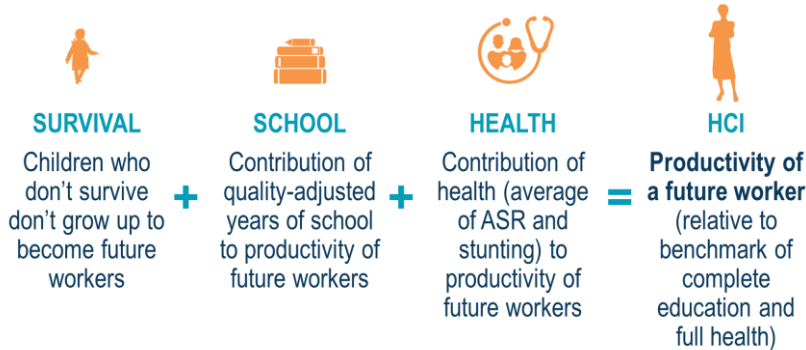 SURVIVAL
Children who
don't survive
don't grow up to
become future
workers
+
SCHOOL
Contribution of
quality-adjusted
years of school
to productivity of
future workers
+
HEALTH
Contribution of
health (average
of ASR and
stunting) to
productivity of
future workers
=
HCI
Productivity of
a future worker
(relative to
benchmark of
complete
education and
full health)